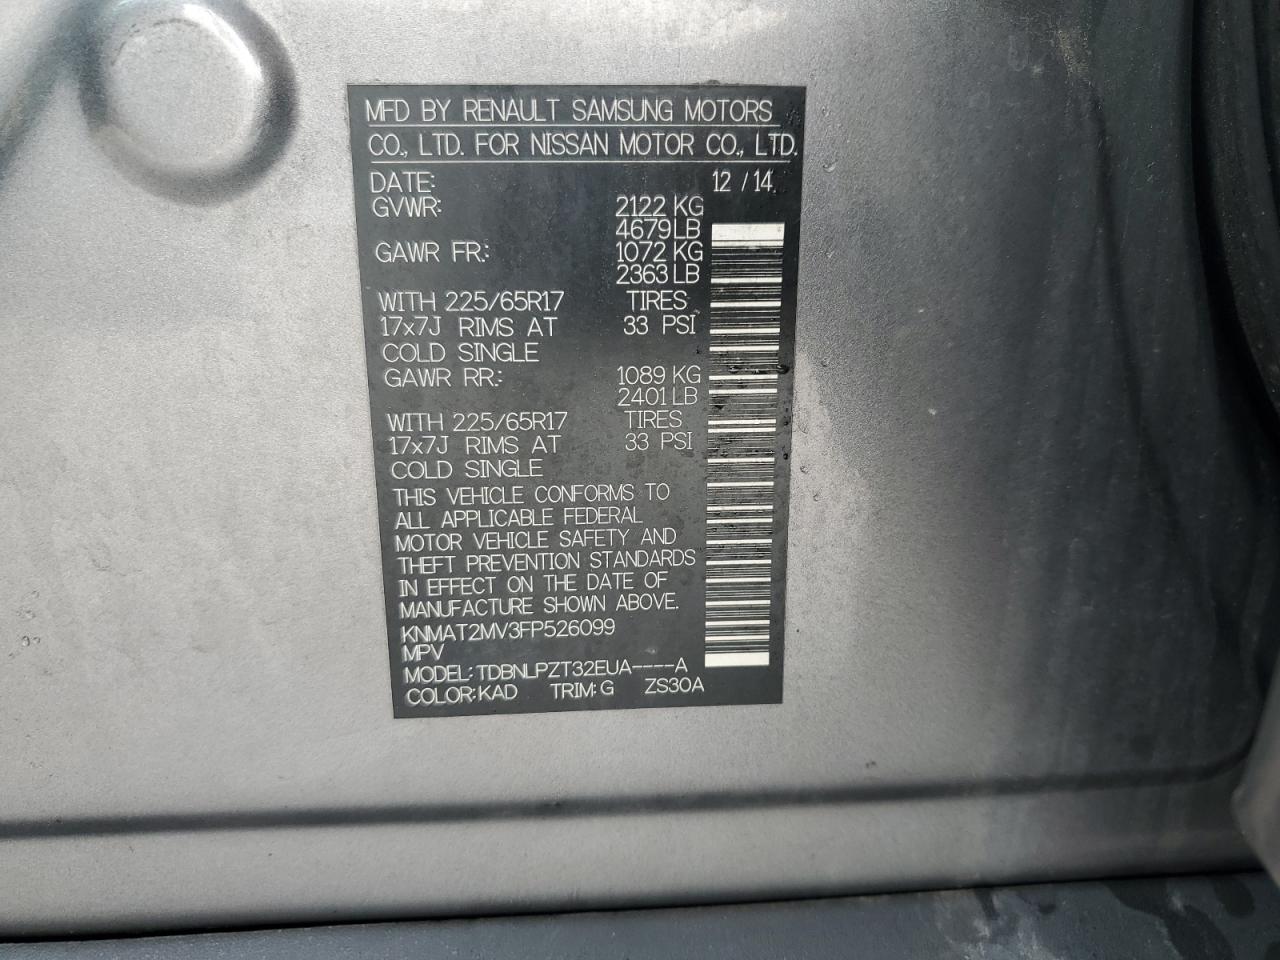 MFD BY RENAULT SAMSUNG MOTORS
CO., LTD. FOR NISSAN MOTOR CO., LTD.
DATE: 12 / 14
GVWR: 2122 KG
4679 LB
GAWR FR: 1072 KG
2363 LB
WITH 225/65R17 TIRES
17x7J RIMS AT 33 PSI
COLD SINGLE
GAWR RR: 1089 KG
2401 LB
WITH 225/65R17 TIRES
17x7J RIMS AT 33 PSI
COLD SINGLE
THIS VEHICLE CONFORMS TO
ALL APPLICABLE FEDERAL
MOTOR VEHICLE SAFETY AND
THEFT PREVENTION STANDARDS
IN EFFECT ON THE DATE OF
MANUFACTURE SHOWN ABOVE.
KNMAT2MV3FP526099
MPV
MODEL: TDBNLPZT32EUA----A
COLOR: KAD TRIM: G ZS30A